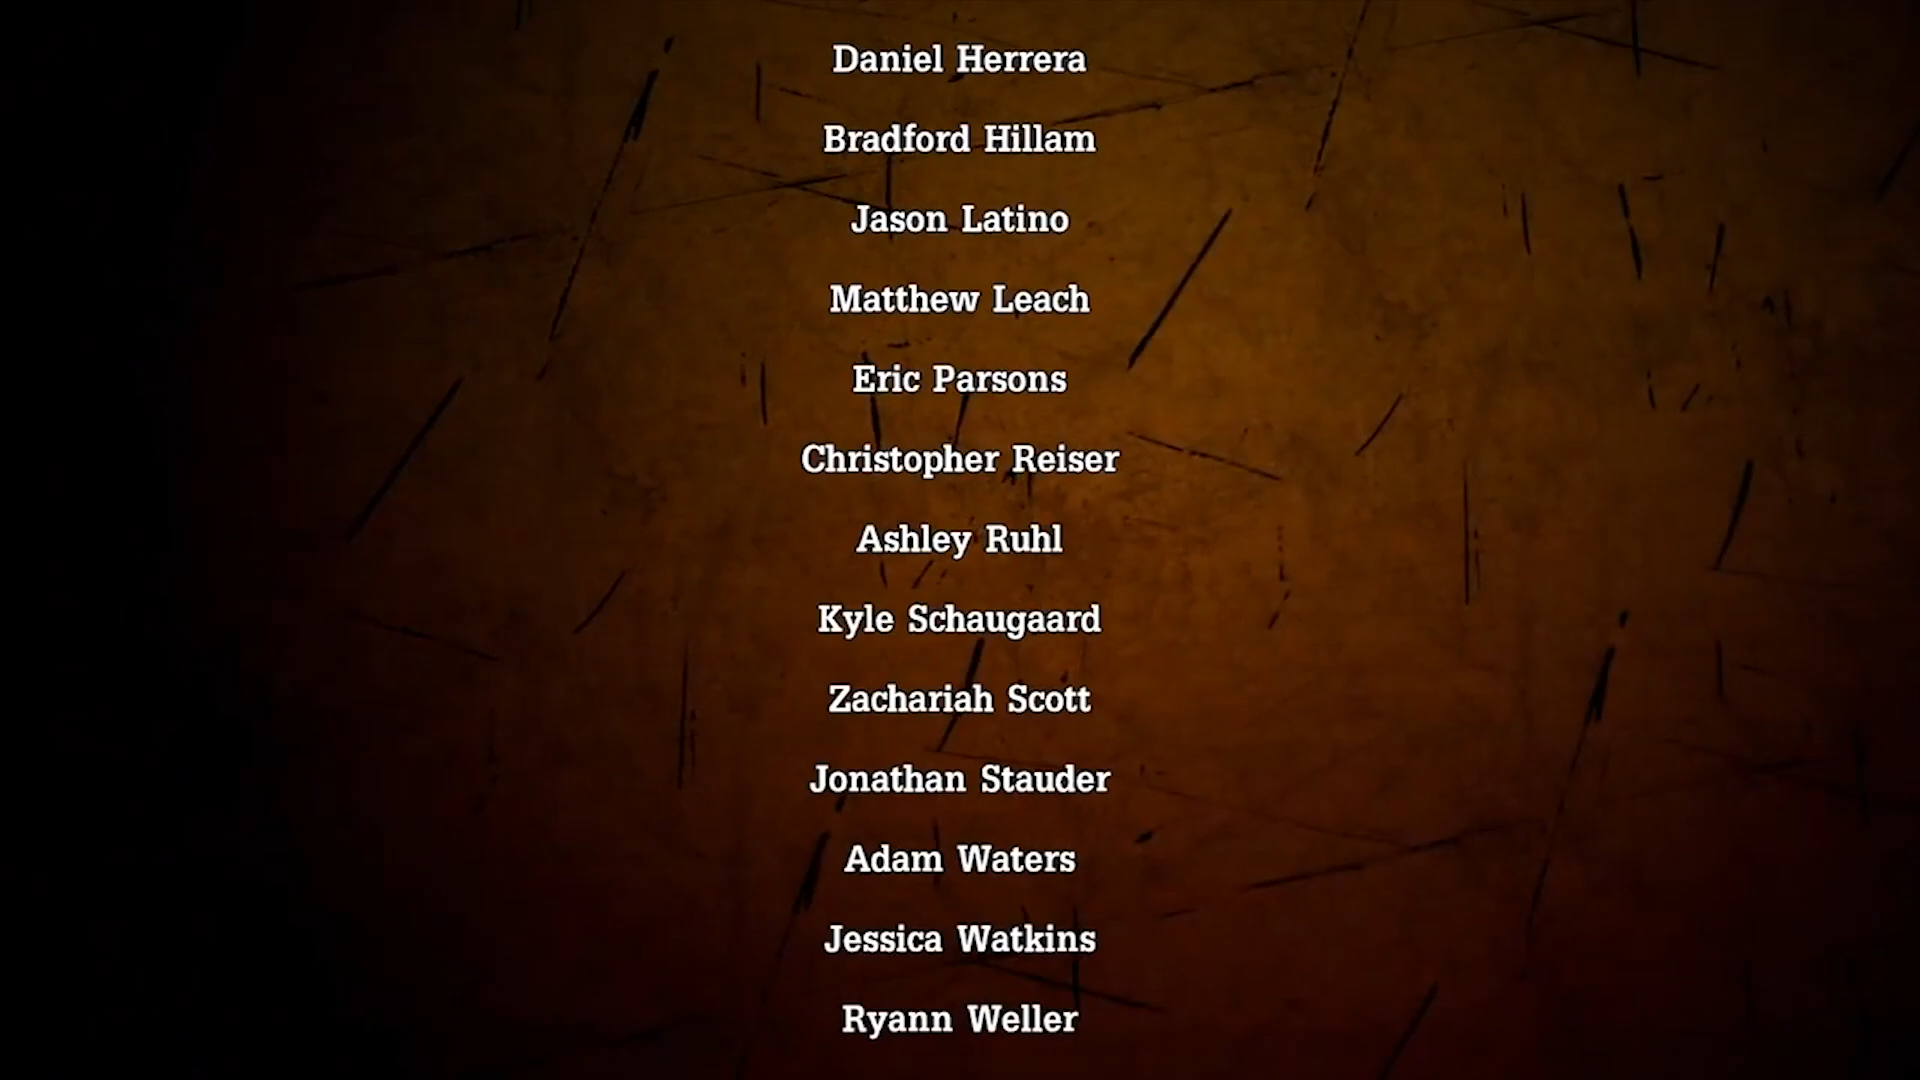 Daniel Herrera
Bradford Hillam
Jason Latino
Matthew Leach
Eric Parsons
Christopher Reiser
Ashley Ruhl
Kyle Schaugaard
Zachariah Scott
Jonathan Stauder
Adam Waters
Jessica Watkins
Ryann Weller